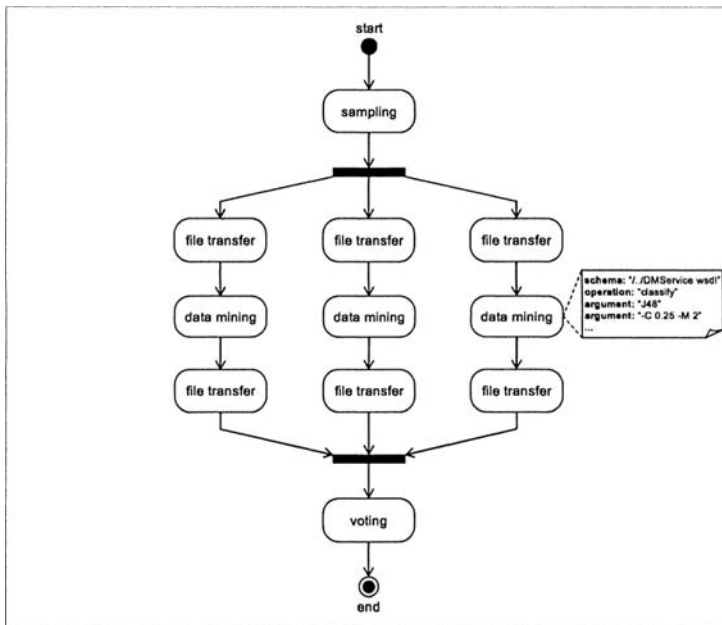 start
sampling
file transfer
file transfer
file transfer
schema: "/../DMService wsdl"
operation: "classify"
argument: "J48"
argument: "-C 0.25 -M 2"
...
data mining
data mining
data mining
file transfer
file transfer
file transfer
voting
end